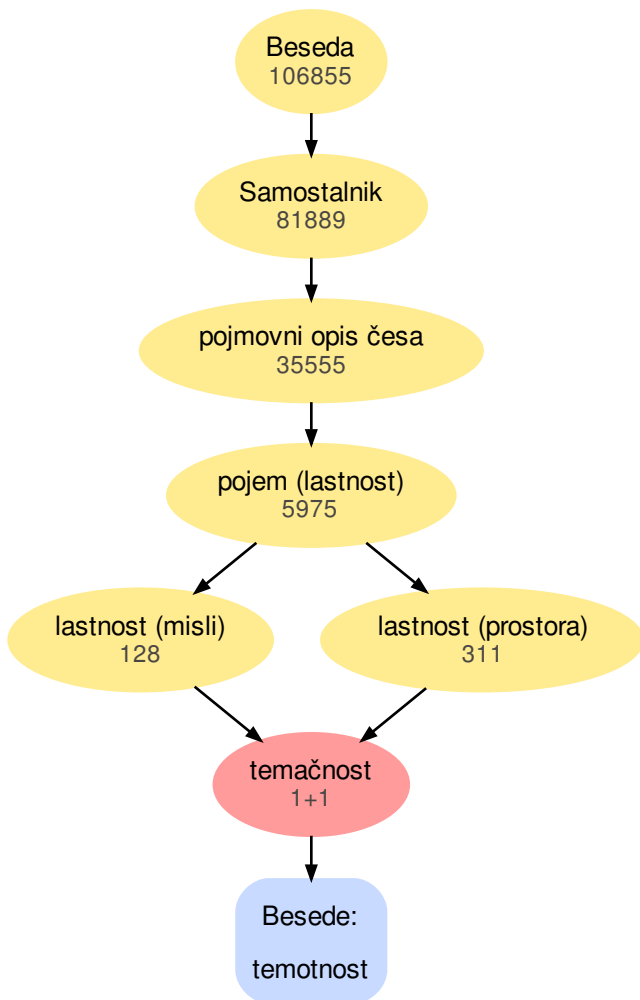 Beseda
106855
Samostalnik
81889
pojmovni opis česa
35555
pojem (lastnost)
5975
lastnost (misli)
128
lastnost (prostora)
311
temačnost
1+1
Besede:
temotnost